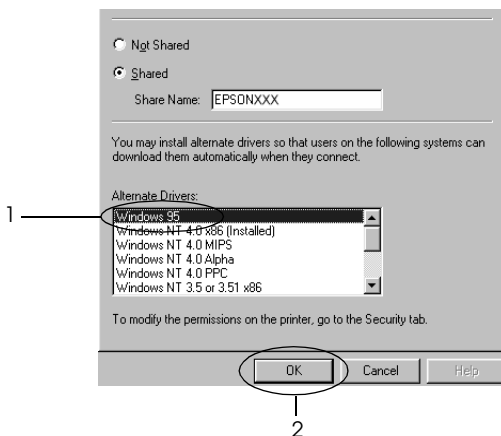 Not Shared
Shared
Share Name: EPSONXXX
You may install alternate drivers so that users on the following systems can
download them automatically when they connect.
Alternate Drivers:
1
Windows 95
Windows NT 4.0 x86 (Installed)
Windows NT 4.0 MIPS
Windows NT 4.0 Alpha
Windows NT 4.0 PPC
Windows NT 3.5 or 3.51 x86
To modify the permissions on the printer, go to the Security tab.
OK Cancel Help
2